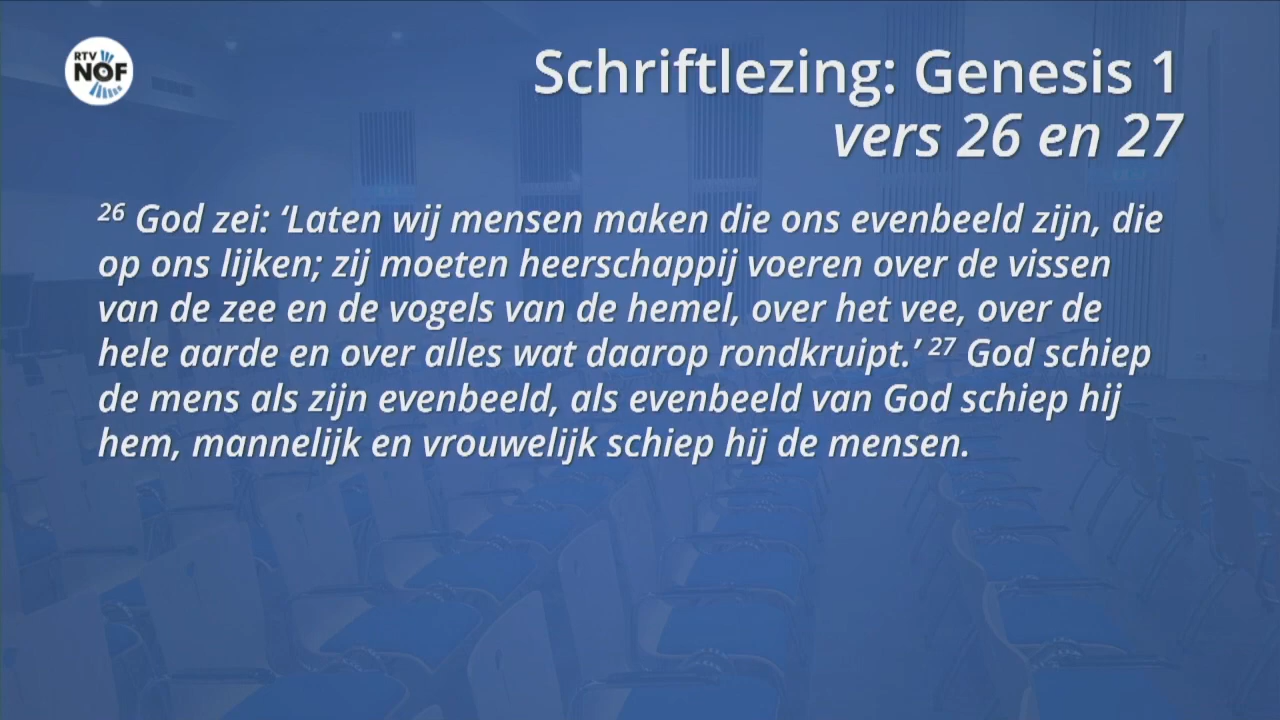 RTV
NOF
Schriftlezing: Genesis 1
vers 26 en 27
26 God zei: ‘Laten wij mensen maken die ons evenbeeld zijn, die
op ons lijken; zij moeten heerschappij voeren over de vissen
van de zee en de vogels van de hemel, over het vee, over de
hele aarde en over alles wat daarop rondkruipt.’ 27 God schiep
de mens als zijn evenbeeld, als evenbeeld van God schiep hij
hem, mannelijk en vrouwelijk schiep hij de mensen.